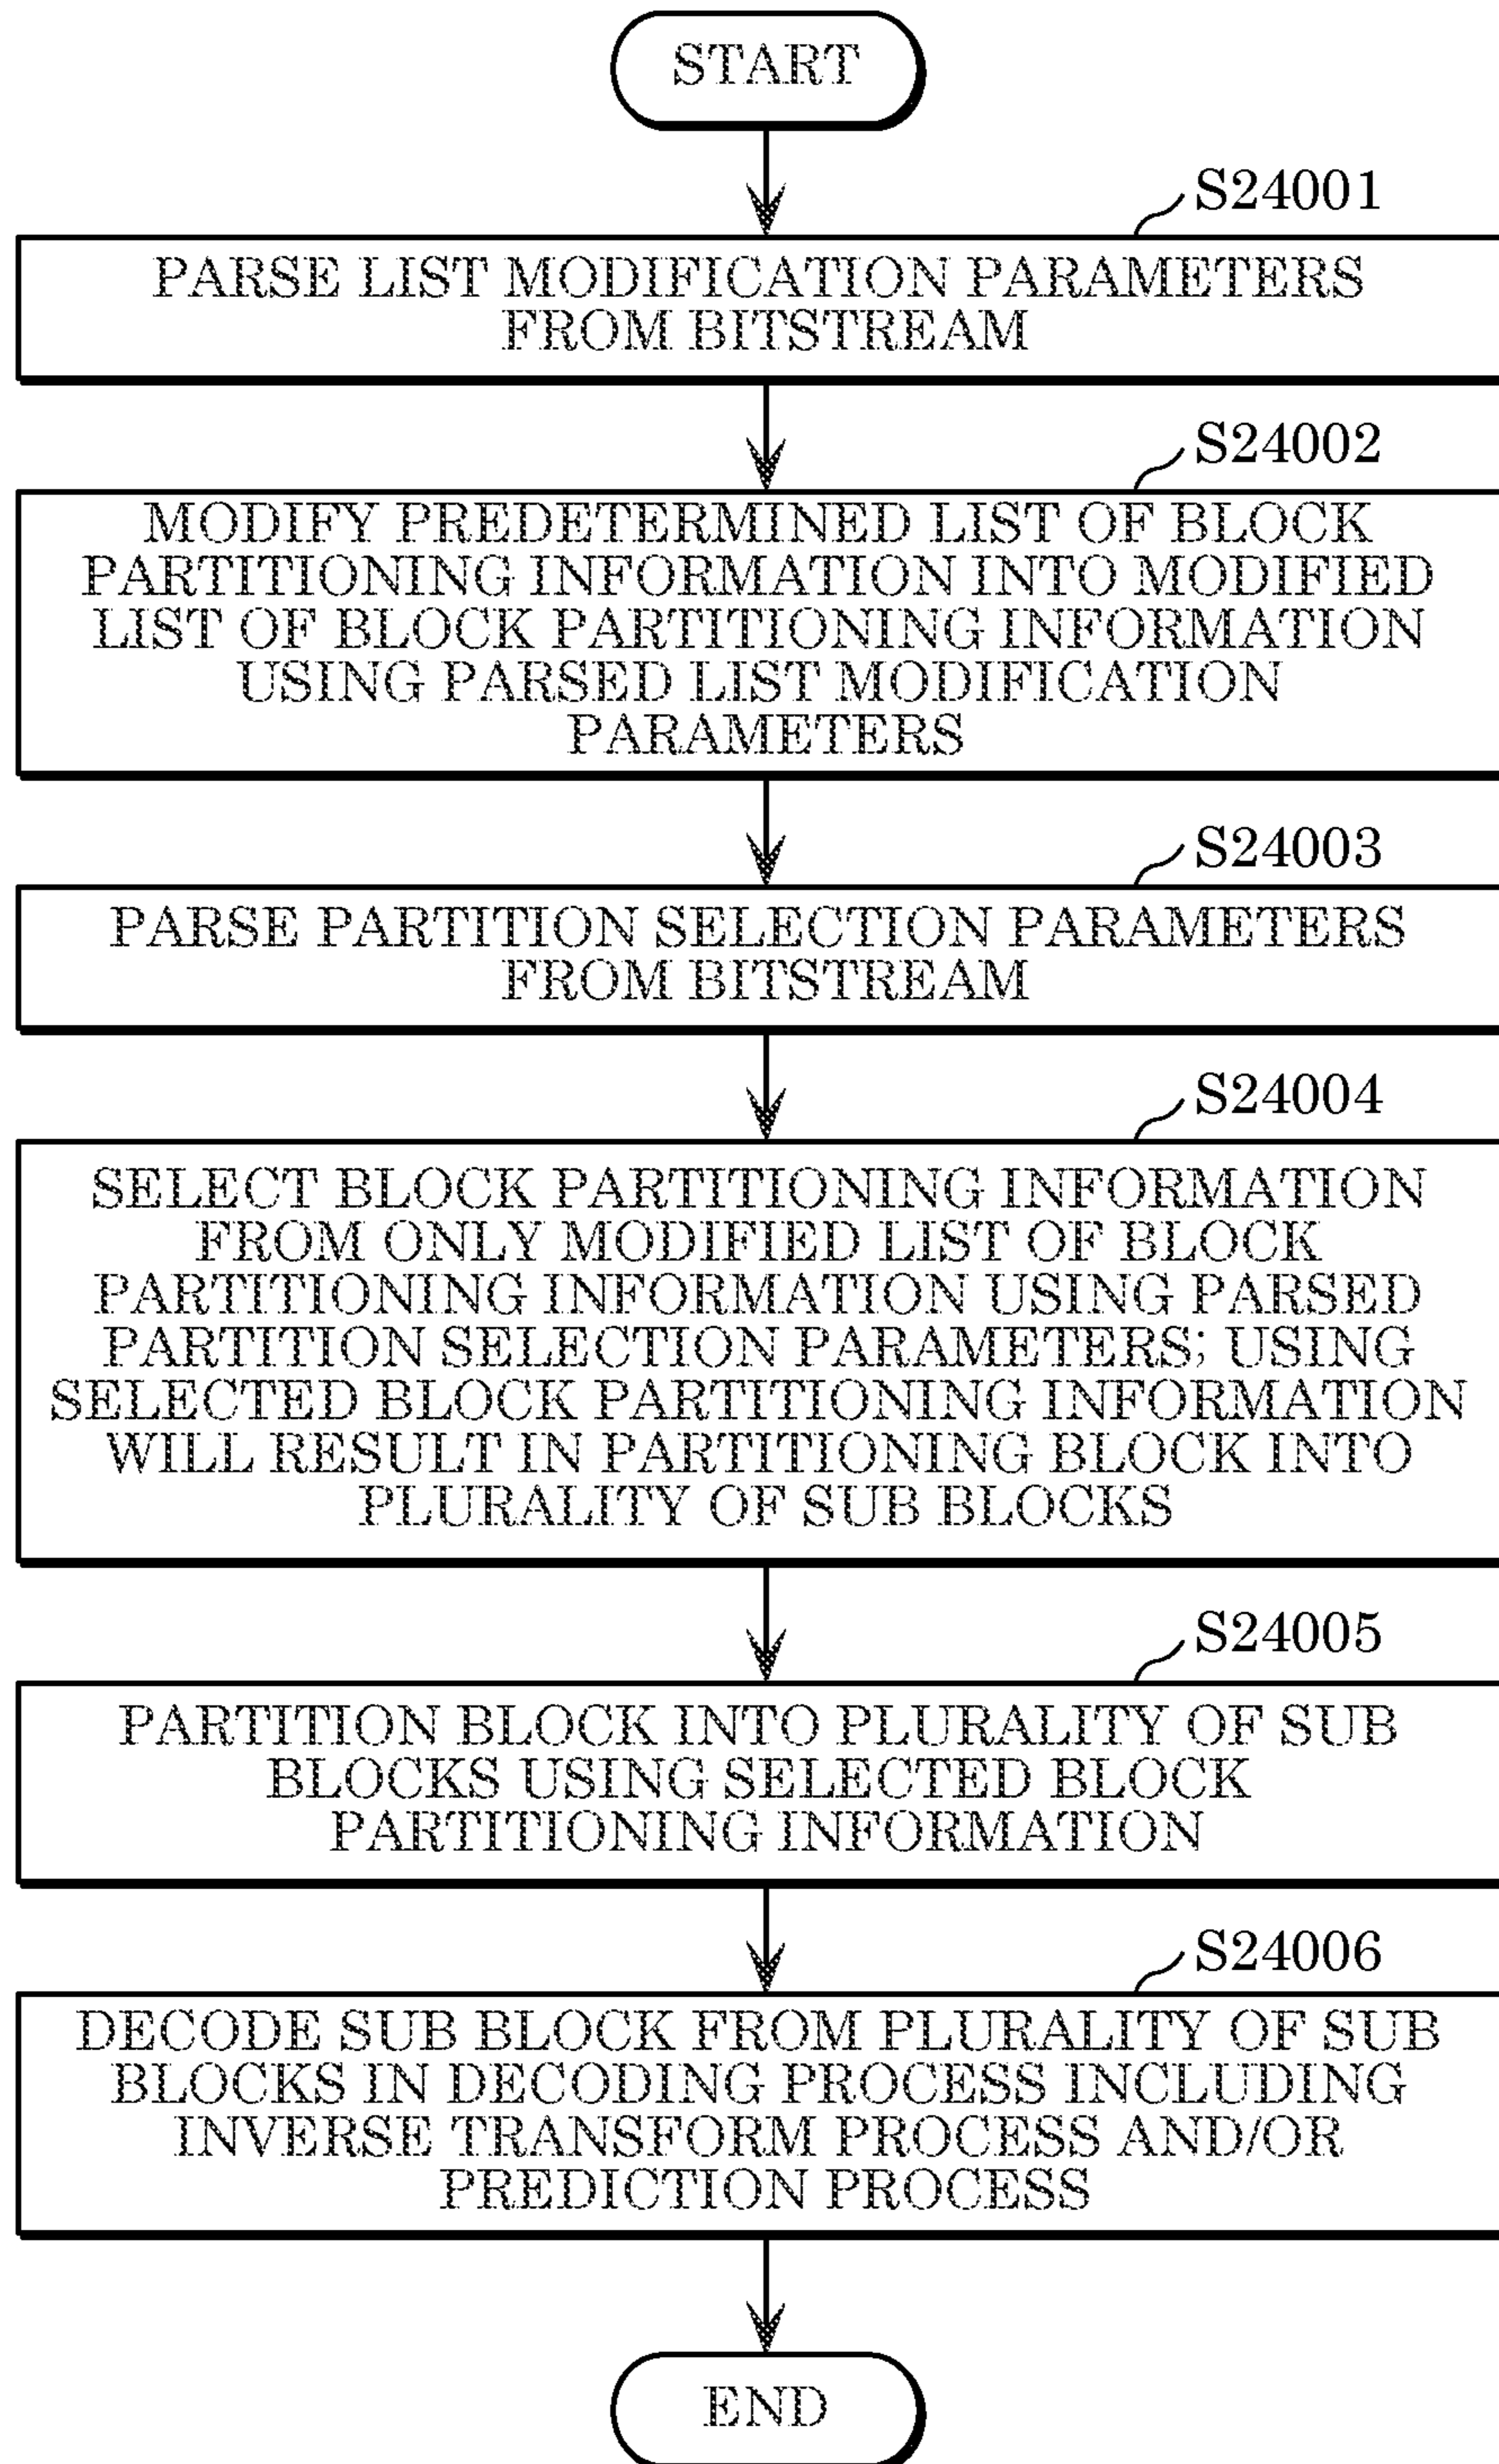 START
S24001
PARSE LIST MODIFICATION PARAMETERS
FROM BITSTREAM
S24002
MODIFY PREDETERMINED LIST OF BLOCK
PARTITIONING INFORMATION INTO MODIFIED
LIST OF BLOCK PARTITIONING INFORMATION
USING PARSED LIST MODIFICATION
PARAMETERS
S24003
PARSE PARTITION SELECTION PARAMETERS
FROM BITSTREAM
S24004
SELECT BLOCK PARTITIONING INFORMATION
FROM ONLY MODIFIED LIST OF BLOCK
PARTITIONING INFORMATION USING PARSED
PARTITION SELECTION PARAMETERS; USING
SELECTED BLOCK PARTITIONING INFORMATION
WILL RESULT IN PARTITIONING BLOCK INTO
PLURALITY OF SUB BLOCKS
S24005
PARTITION BLOCK INTO PLURALITY OF SUB
BLOCKS USING SELECTED BLOCK
PARTITIONING INFORMATION
S24006
DECODE SUB BLOCK FROM PLURALITY OF SUB
BLOCKS IN DECODING PROCESS INCLUDING
INVERSE TRANSFORM PROCESS AND/OR
PREDICTION PROCESS
END